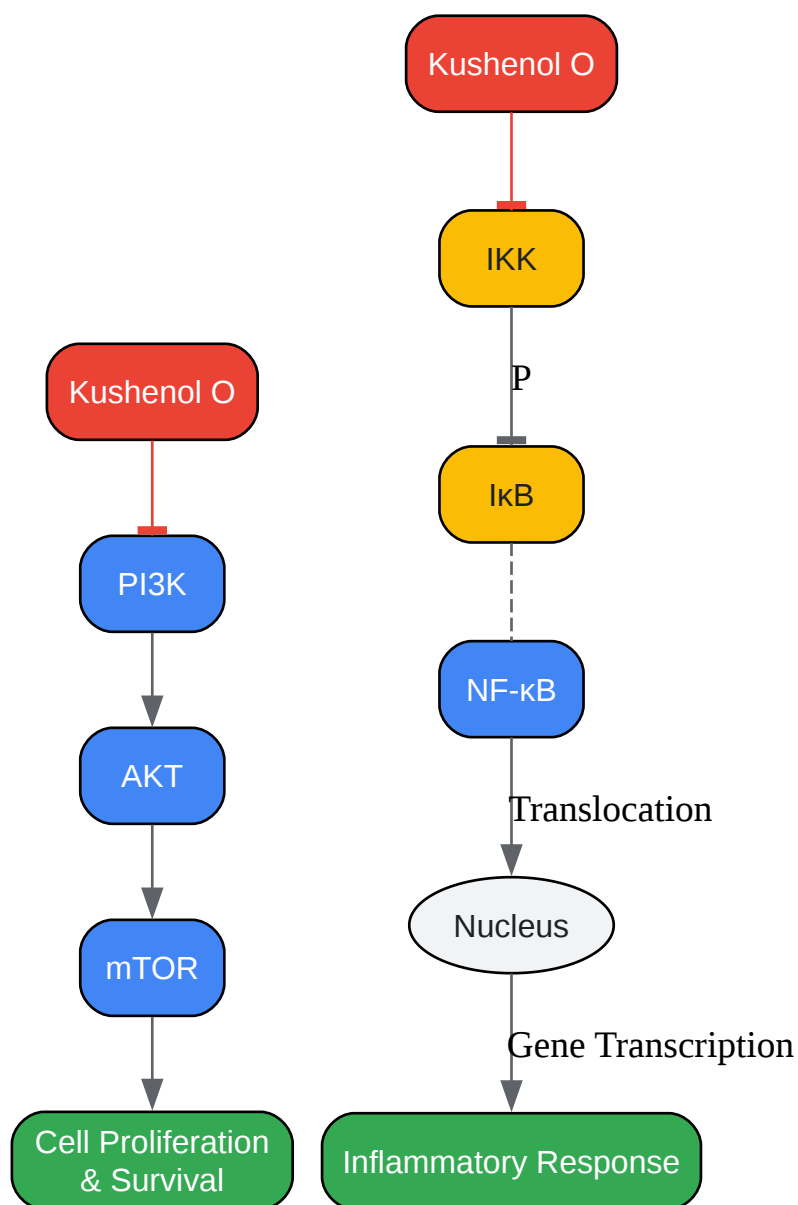 Kushenol O
PI3K
AKT
mTOR
Cell Proliferation
& Survival
Kushenol O
IKK
P
IκB
NF-κB
Translocation
Nucleus
Gene Transcription
Inflammatory Response